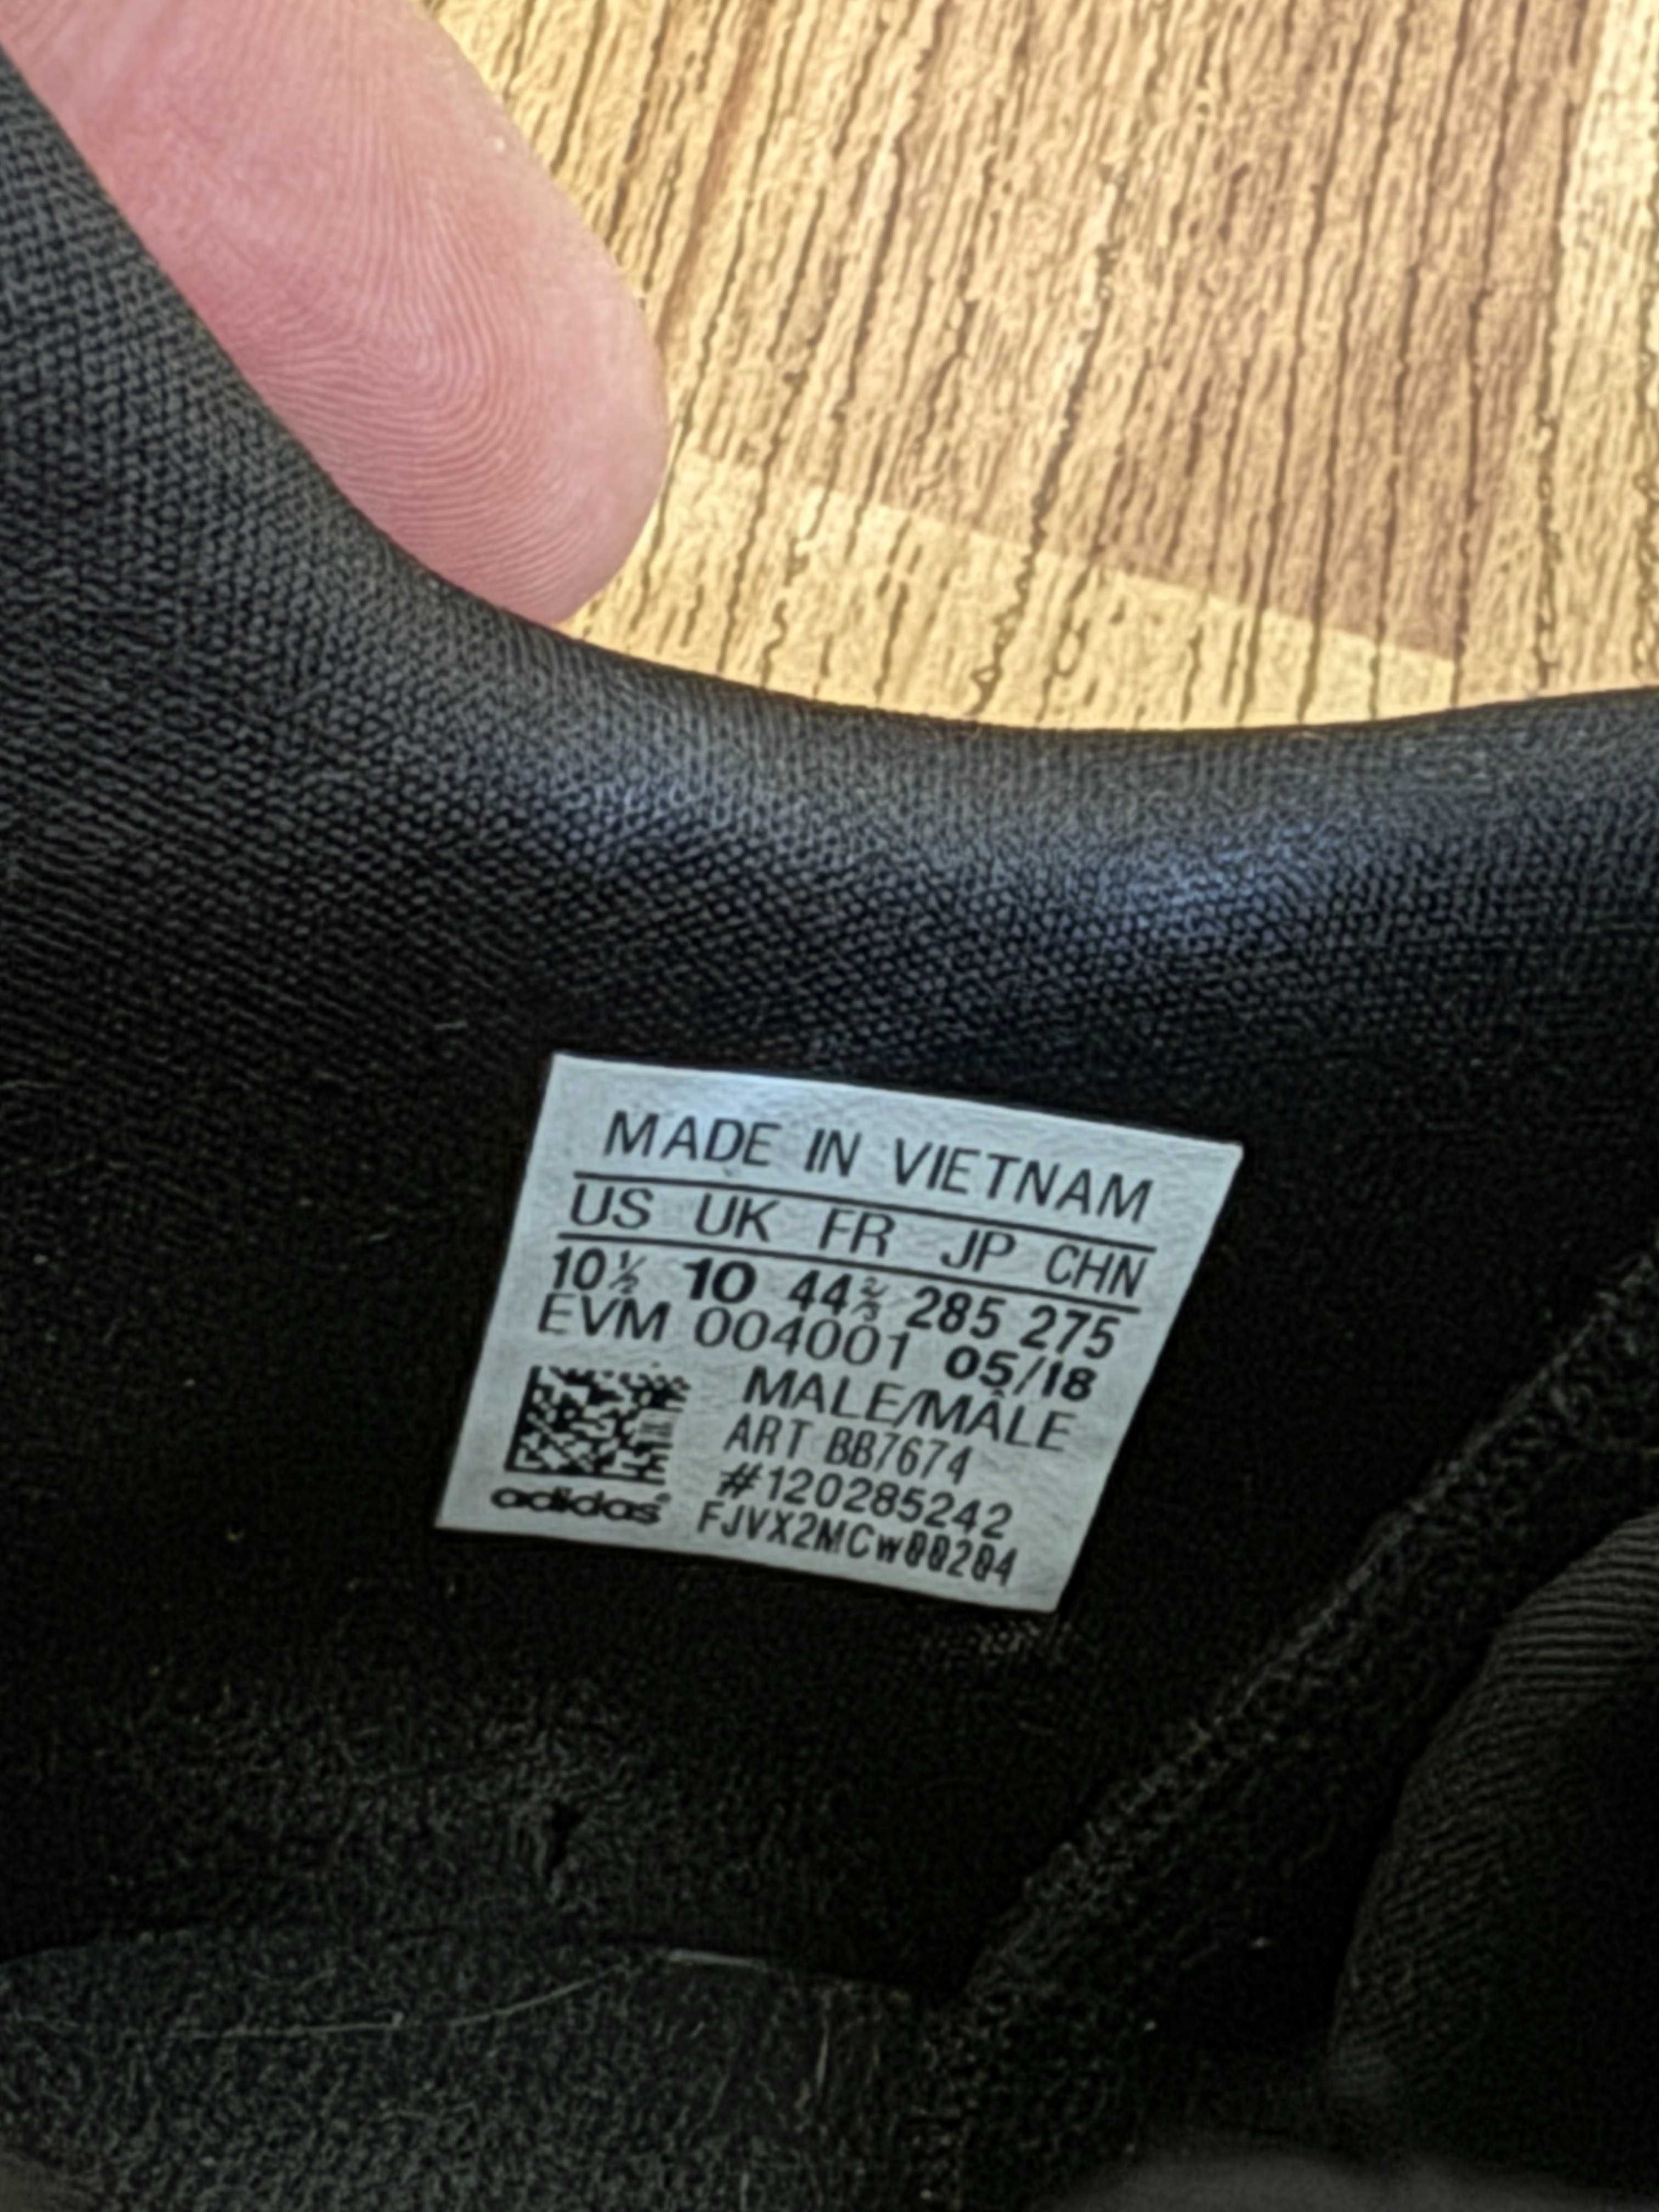 MADE IN VIETNAM
US UK FR JP CHN
10½ 10 44⅔ 285 275
EVM 004001 05/18
MALE/MÂLE
ART BB7674
#120285242
adidas
FJVX2MCW00204